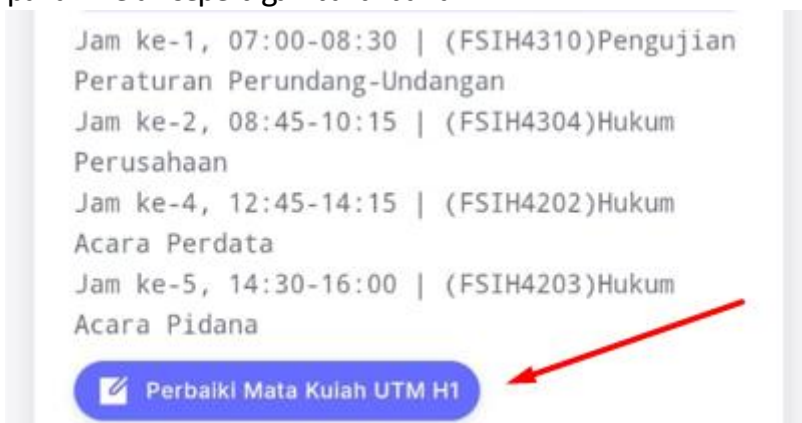 Jam ke-1, 07:00-08:30 | (FSIH4310)Pengujian
Peraturan Perundang-Undangan
Jam ke-2, 08:45-10:15 | (FSIH4304)Hukum
Perusahaan
Jam ke-4, 12:45-14:15 | (FSIH4202)Hukum
Acara Perdata
Jam ke-5, 14:30-16:00 | (FSIH4203)Hukum
Acara Pidana
Perbaiki Mata Kuiah UTM H1